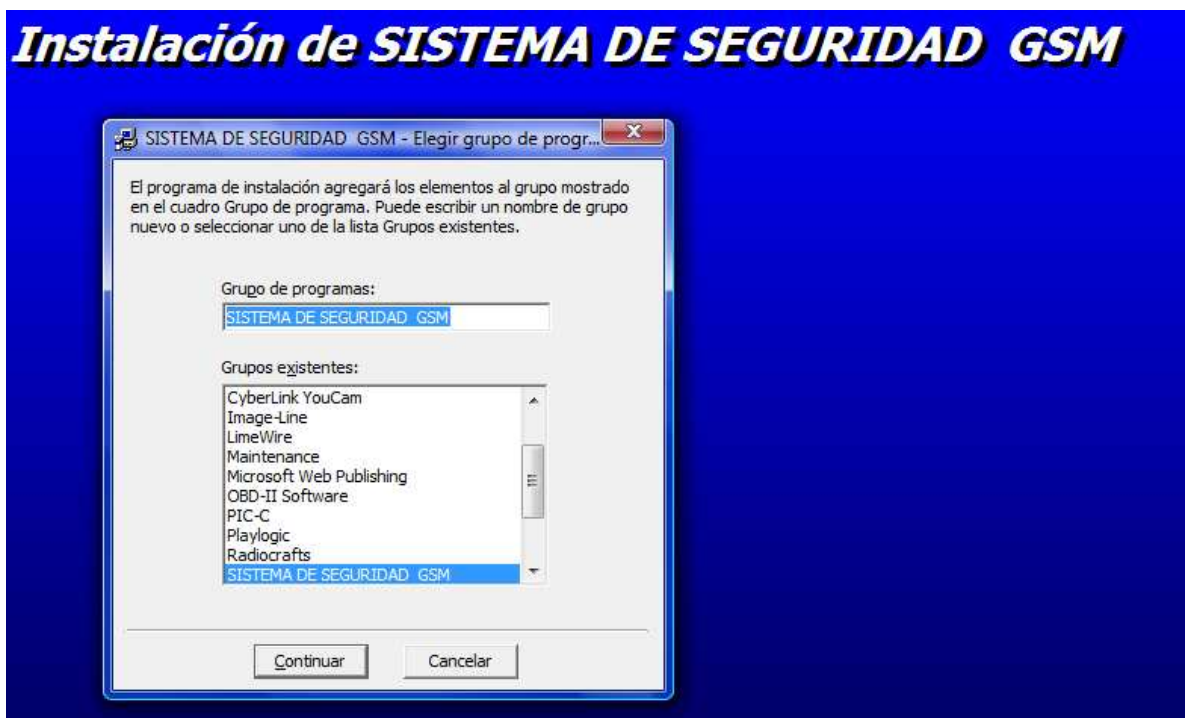 Instalación de SISTEMA DE SEGURIDAD  GSM
SISTEMA DE SEGURIDAD  GSM - Elegir grupo de progr...
El programa de instalación agregará los elementos al grupo mostrado
en el cuadro Grupo de programa. Puede escribir un nombre de grupo
nuevo o seleccionar uno de la lista Grupos existentes.
Grupo de programas:
SISTEMA DE SEGURIDAD  GSM
Grupos existentes:
CyberLink YouCam
Image-Line
LimeWire
Maintenance
Microsoft Web Publishing
OBD-II Software
PIC-C
Playlogic
Radiocrafts
SISTEMA DE SEGURIDAD  GSM
Continuar
Cancelar